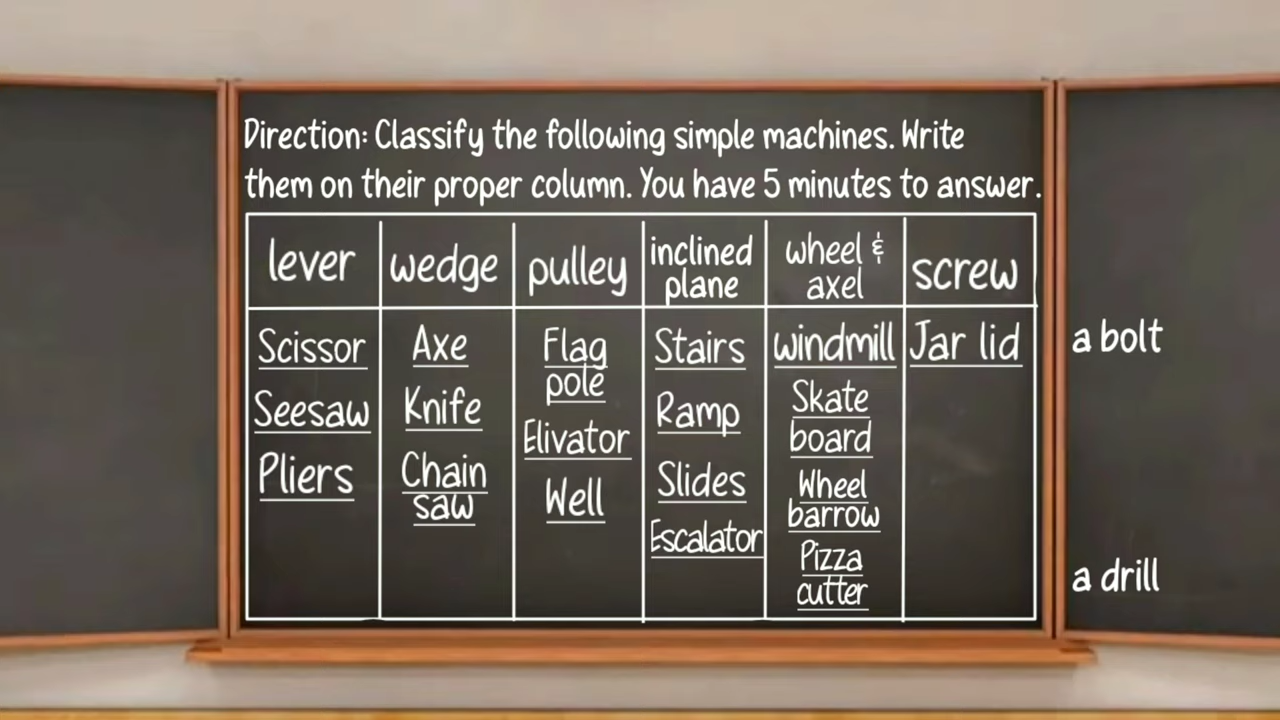 Direction: Classify the following simple machines. Write
them on their proper column. You have 5 minutes to answer.
lever
wedge
pulley
inclined
plane
wheel &
axel
screw
Scissor
Seesaw
Pliers
Axe
Knife
Chain
saw
Flag
pole
Elivator
Well
Stairs
Ramp
Slides
Escalator
windmill
Skate
board
Wheel
barrow
Pizza
cutter
Jar lid
a bolt
a drill